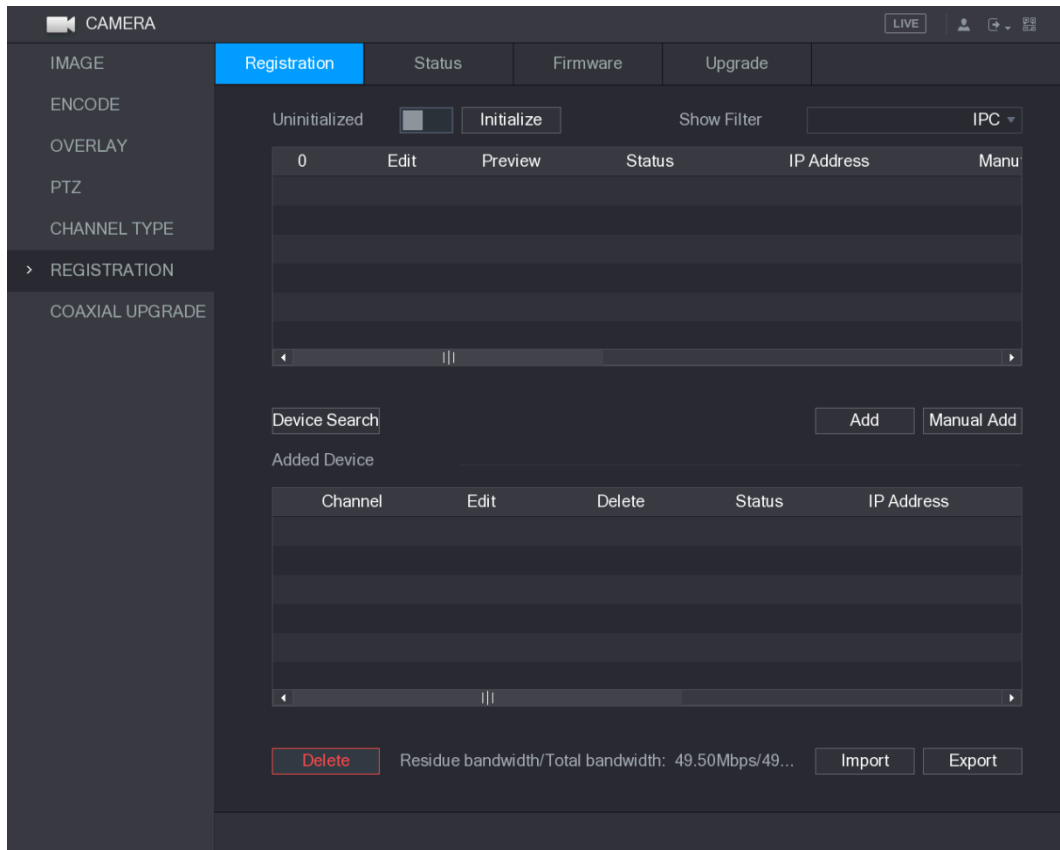 CAMERA LIVE
IMAGE
ENCODE
OVERLAY
PTZ
CHANNEL TYPE
REGISTRATION
COAXIAL UPGRADE
Registration Status Firmware Upgrade
Uninitialized Initialize Show Filter IPC
0 Edit Preview Status IP Address Manu
Device Search Add Manual Add
Added Device
Channel Edit Delete Status IP Address
Delete Residue bandwidth/Total bandwidth: 49.50Mbps/49... Import Export